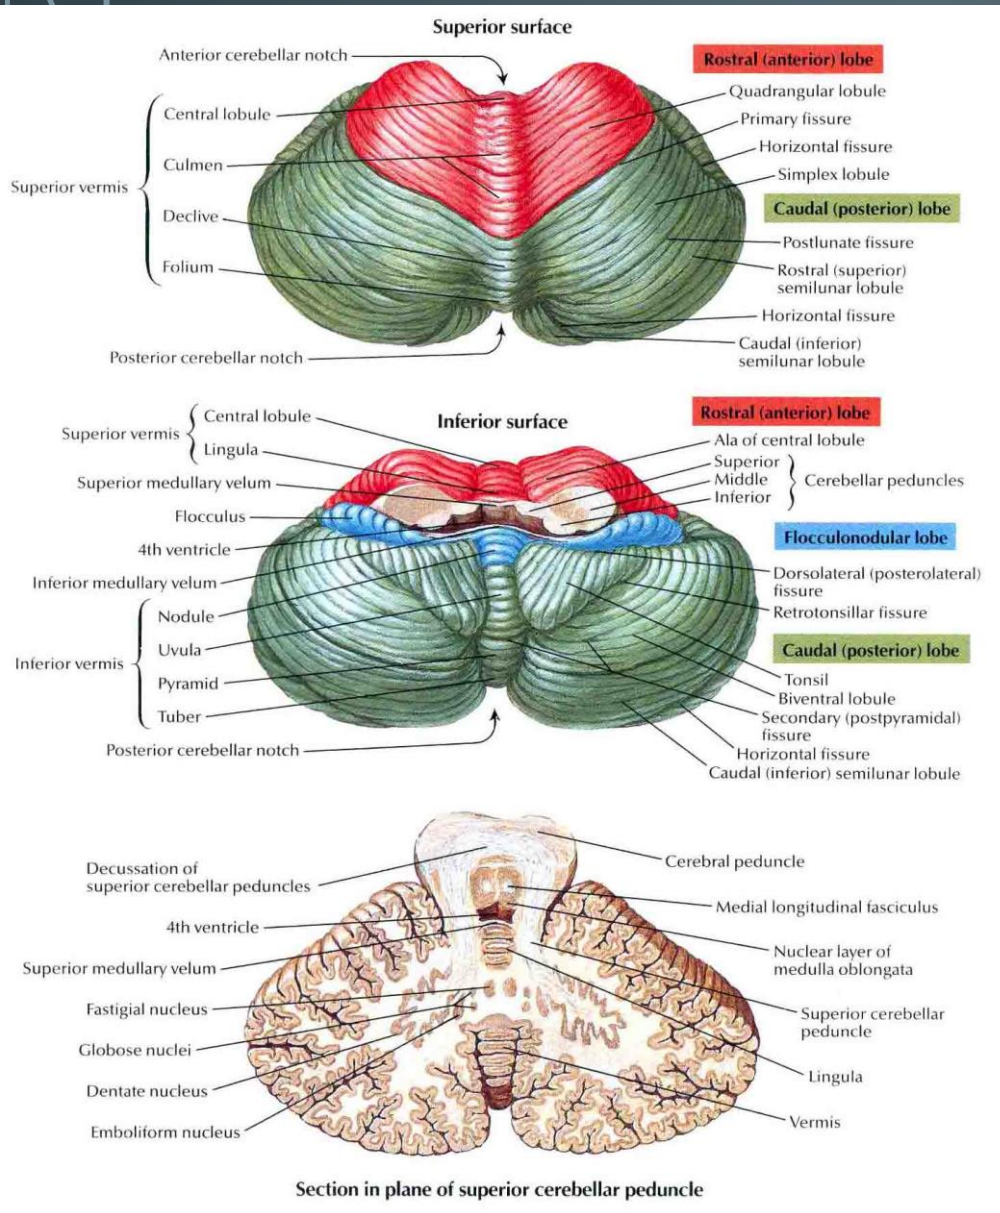 Superior surface
Anterior cerebellar notch
Rostral (anterior) lobe
Central lobule
Quadrangular lobule
Primary fissure
Culmen
Horizontal fissure
Superior vermis
Simplex lobule
Declive
Caudal (posterior) lobe
Postlunate fissure
Folium
Rostral (superior)
semilunar lobule
Horizontal fissure
Posterior cerebellar notch
Caudal (inferior)
semilunar lobule
Inferior surface
Rostral (anterior) lobe
Central lobule
Superior vermis
Lingula
Ala of central lobule
Superior
Middle
Inferior
Cerebellar peduncles
Superior medullary velum
Flocculus
4th ventricle
Flocculonodular lobe
Inferior medullary velum
Dorsolateral (posterolateral)
fissure
Retrotonsillar fissure
Nodule
Uvula
Inferior vermis
Pyramid
Tuber
Caudal (posterior) lobe
Tonsil
Biventral lobule
Secondary (postpyramidal)
fissure
Posterior cerebellar notch
Horizontal fissure
Caudal (inferior) semilunar lobule
Decussation of
superior cerebellar peduncles
Cerebral peduncle
4th ventricle
Medial longitudinal fasciculus
Superior medullary velum
Nuclear layer of
medulla oblongata
Fastigial nucleus
Superior cerebellar
peduncle
Globose nuclei
Lingula
Dentate nucleus
Vermis
Emboliform nucleus
Section in plane of superior cerebellar peduncle